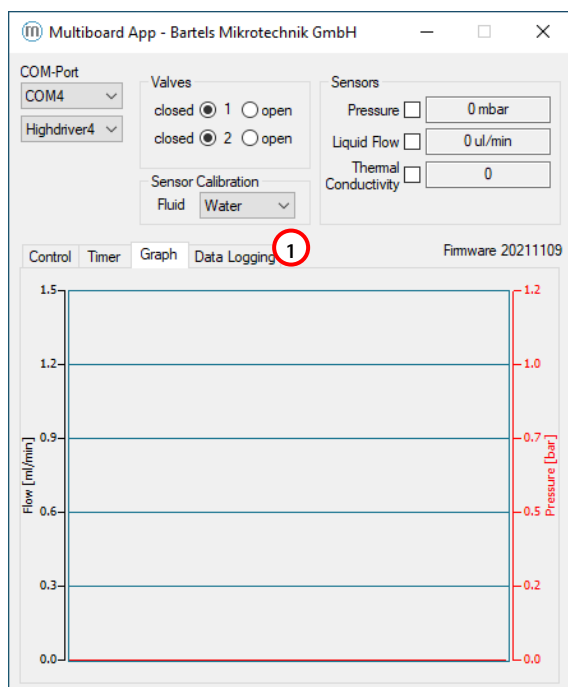 Multiboard App - Bartels Mikrotechnik GmbH
COM-Port
COM4
Highdriver4
Valves
closed 1 open
closed 2 open
Sensor Calibration
Fluid Water
Sensors
Pressure 0 mbar
Liquid Flow 0 ul/min
Thermal
Conductivity 0
Control Timer Graph Data Logging 1 Firmware 20211109
1.5 1.2
1.2 1.0
0.9 0.7
Flow [ml/min] Pressure [bar]
0.6 0.5
0.3 0.2
0.0 0.0